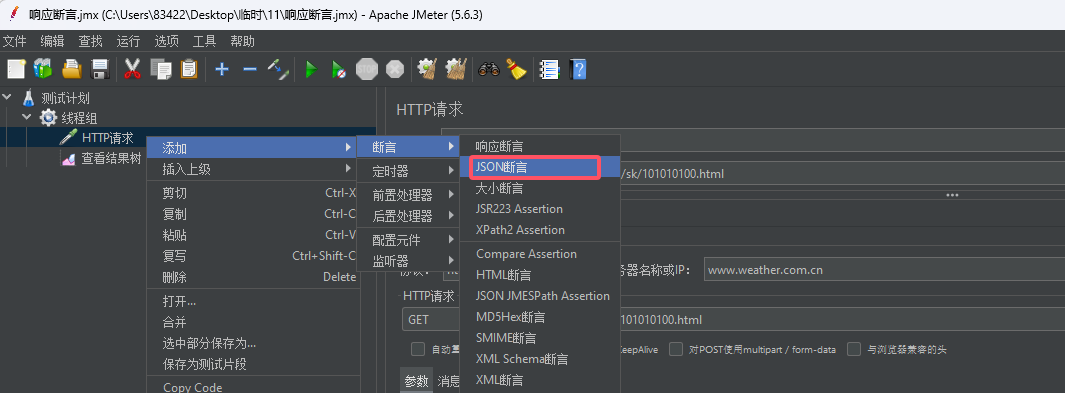 响应断言.jmx (C:\Users\83422\Desktop\临时\11\响应断言.jmx) - Apache JMeter (5.6.3)
文件 编辑 查找 运行 选项 工具 帮助
STOP
测试计划
线程组
HTTP请求
查看结果树
HTTP请求
添加
插入上级
剪切 Ctrl-X
复制 Ctrl-C
粘贴 Ctrl-V
复写 Ctrl+Shift-C
删除 Delete
打开...
合并
选中部分保存为...
保存为测试片段
Copy Code
断言
定时器
前置处理器
后置处理器
配置元件
监听器
响应断言
JSON断言
大小断言
JSR223 Assertion
XPath2 Assertion
Compare Assertion
HTML断言
JSON JMESPath Assertion
MD5Hex断言
SMIME断言
XML Schema断言
XML断言
/sk/101010100.html
务器名称或IP： www.weather.com.cn
HTTP请求
GET
101010100.html
自动重
KeepAlive
对POST使用multipart / form-data
与浏览器兼容的头
参数 消息